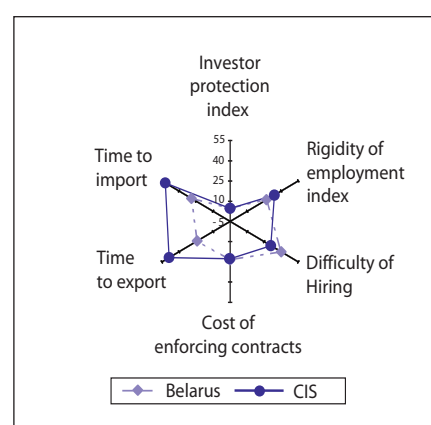 Investor
protection
index
55
40
25
10
-5
Time to
import
Rigidity of
employment
index
Time
to export
Difficulty of
Hiring
Cost of
enforcing contracts
Belarus
CIS